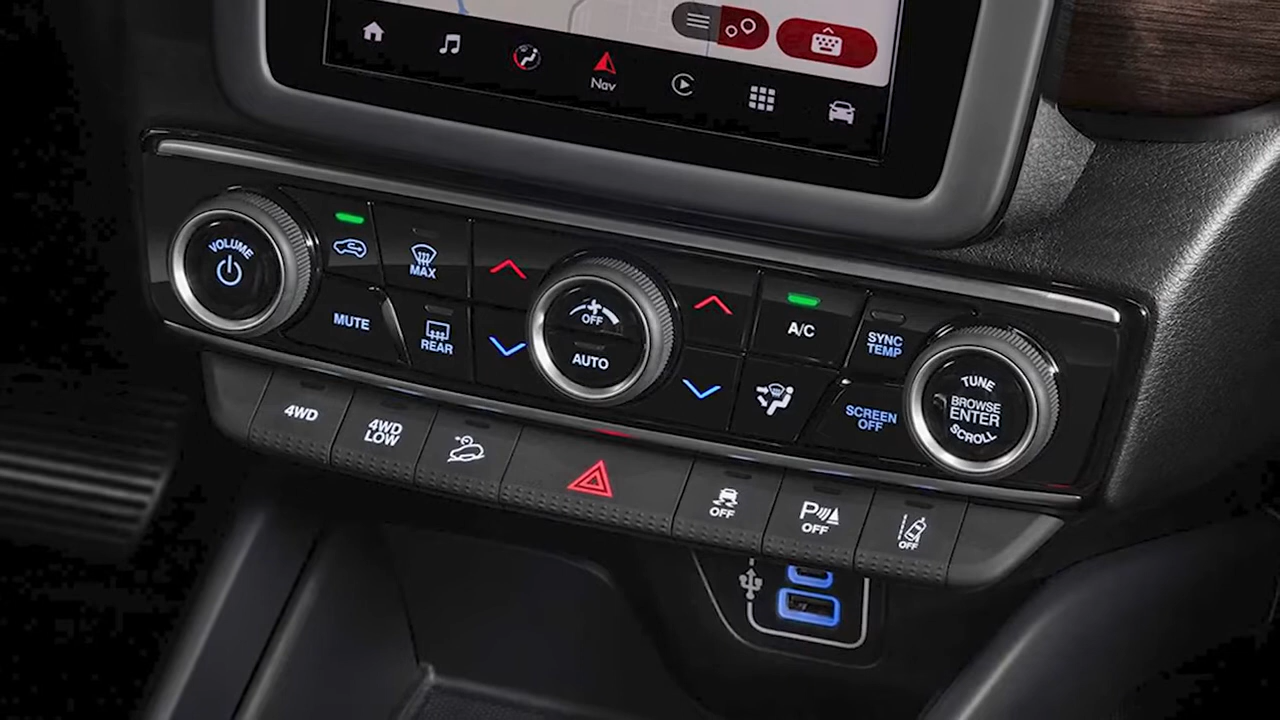 Nav
VOLUME
MAX
MUTE
REAR
OFF
AUTO
A/C
SYNC
TEMP
SCREEN
OFF
TUNE
BROWSE
ENTER
SCROLL
4WD
4WD
LOW
OFF
P
OFF
OFF